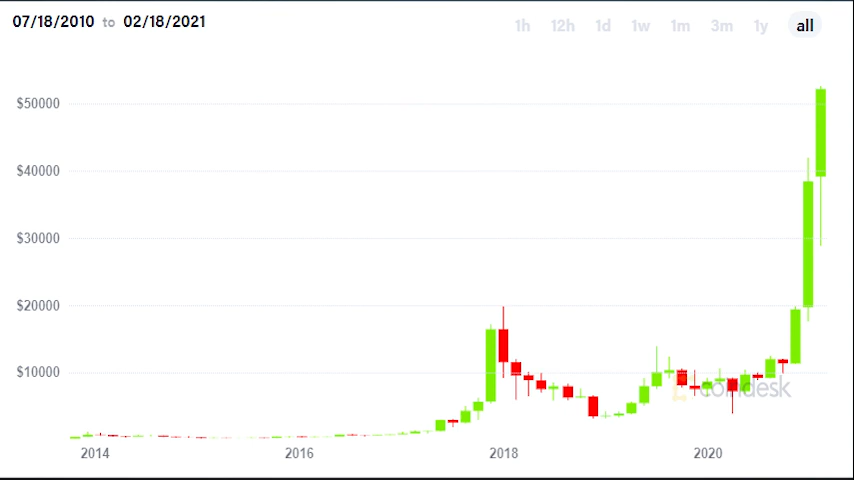 07/18/2010 to 02/18/2021
1h 12h 1d 1w 1m 3m 1y all
$50000
$40000
$30000
$20000
$10000
coindesk
2014 2016 2018 2020